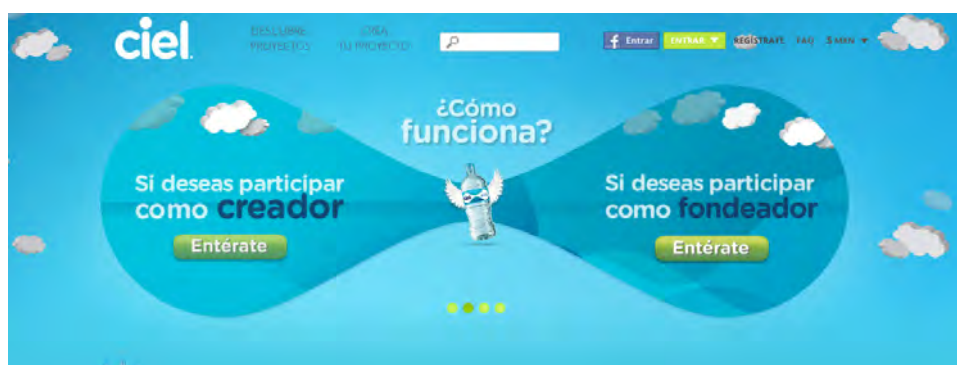 ciel.
DESCUBRE
PROYECTOS
CREA
TU PROYECTO
f Entrar
ENTRAR
REGÍSTRATE
FAQ
$ MXN
¿Cómo
funciona?
Si deseas participar
como creador
Entérate
Si deseas participar
como fondeador
Entérate